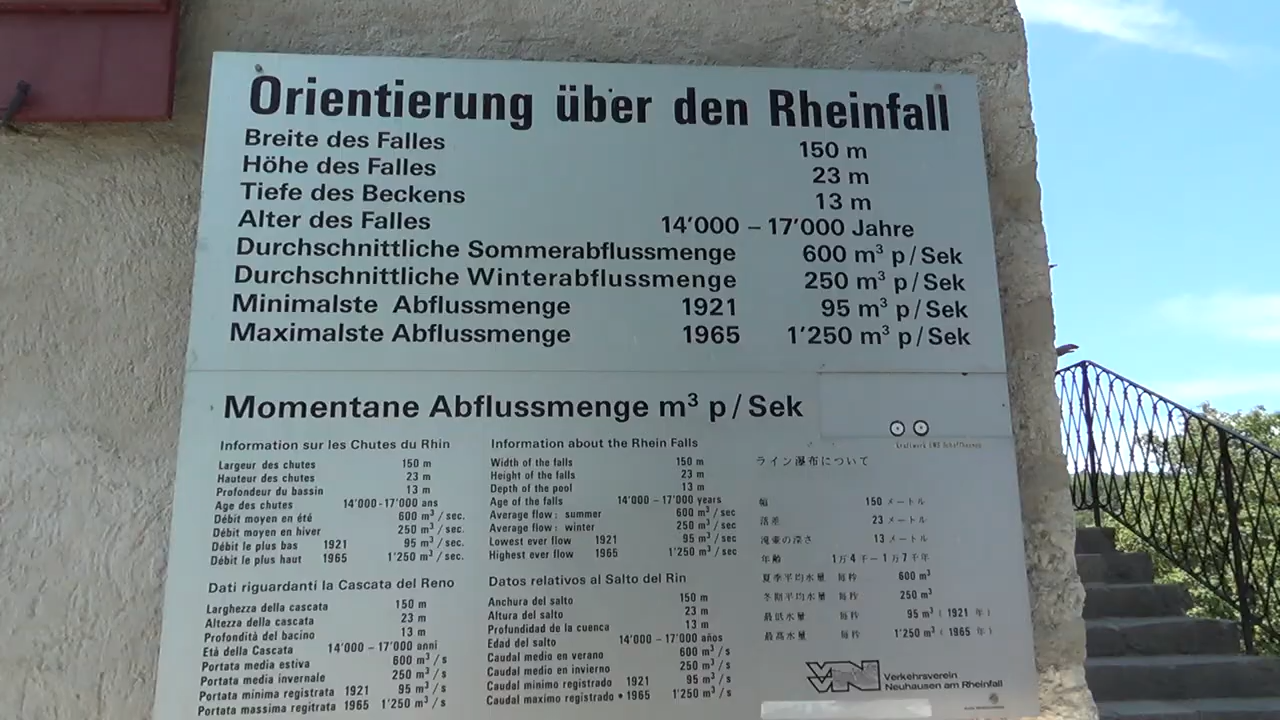 Orientierung über den Rheinfall
Breite des Falles 150 m
Höhe des Falles 23 m
Tiefe des Beckens 13 m
Alter des Falles 14'000 – 17'000 Jahre
Durchschnittliche Sommerabflussmenge 600 m³ p/Sek
Durchschnittliche Winterabflussmenge 250 m³ p/Sek
Minimalste Abflussmenge 1921 95 m³ p/Sek
Maximalste Abflussmenge 1965 1'250 m³ p/Sek
Momentane Abflussmenge m³ p/Sek
Information sur les Chutes du Rhin
Largeur des chutes 150 m
Hauteur des chutes 23 m
Profondeur du bassin 13 m
Age des chutes 14'000-17'000 ans
Débit moyen en été 600 m³/sec.
Débit moyen en hiver 250 m³/sec.
Débit le plus bas 1921 95 m³/sec.
Débit le plus haut 1965 1'250 m³/sec.
Information about the Rhein Falls
Width of the falls 150 m
Height of the falls 23 m
Depth of the pool 13 m
Age of the falls 14'000 – 17'000 years
Average flow: summer 600 m³/sec
Average flow: winter 250 m³/sec
Lowest ever flow 1921 95 m³/sec
Highest ever flow 1965 1'250 m³/sec
ライン瀑布について
幅 150 メートル
落差 23 メートル
滝壷の深さ 13 メートル
年齢 1万4千–1万7千年
夏季平均水量 毎秒 600 m³
冬期平均水量 毎秒 250 m³
最低水量 毎秒 95 m³ (1921 年)
最高水量 毎秒 1'250 m³ (1965 年)
Dati riguardanti la Cascata del Reno
Larghezza della cascata 150 m
Altezza della cascata 23 m
Profondità del bacino 13 m
Età della Cascata 14'000 – 17'000 anni
Portata media estiva 600 m³/s
Portata media invernale 250 m³/s
Portata minima registrata 1921 95 m³/s
Portata massima regitrata 1965 1'250 m³/s
Datos relativos al Salto del Rin
Anchura del salto 150 m
Altura del salto 23 m
Profundidad de la cuenca 13 m
Edad del salto 14'000 – 17'000 años
Caudal medio en verano 600 m³/s
Caudal medio en invierno 250 m³/s
Caudal minimo registrado 1921 95 m³/s
Caudal maximo registrado • 1965 1'250 m³/s
Verkehrsverein
Neuhausen am Rheinfall